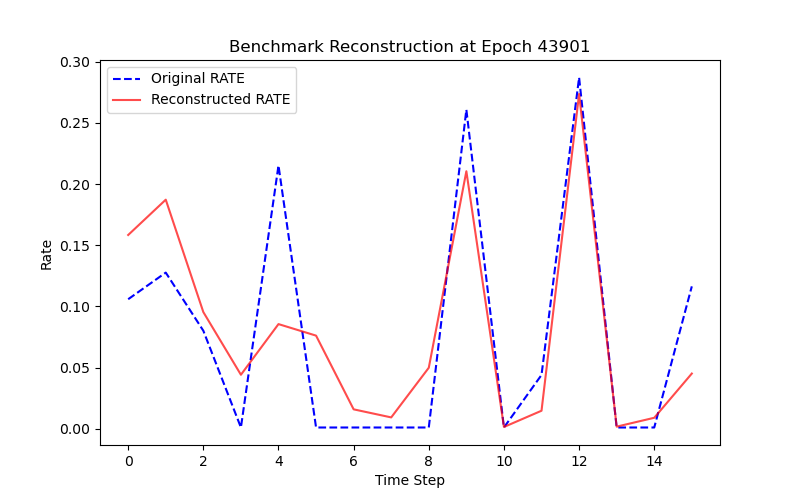 Benchmark Reconstruction at Epoch 43901
Original RATE
Reconstructed RATE
0.30
0.25
0.20
0.15
0.10
0.05
0.00
Rate
0 2 4 6 8 10 12 14
Time Step